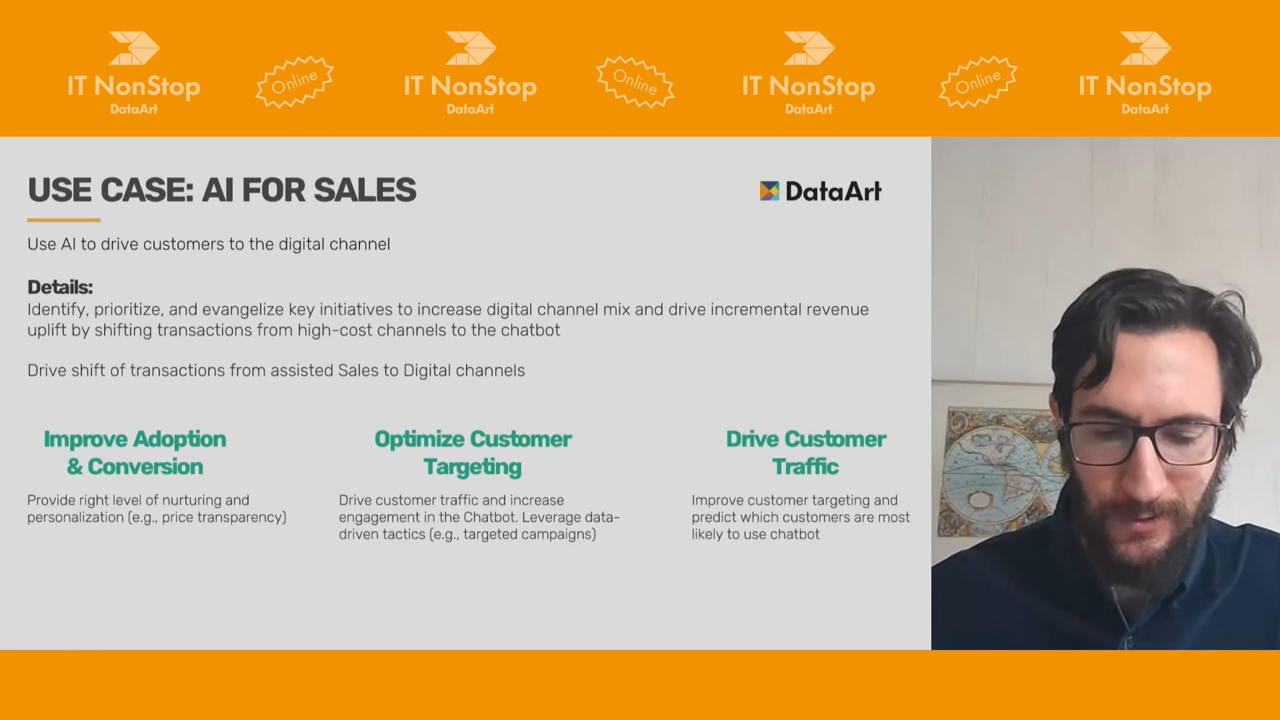 IT NonStop
DataArt
Online
IT NonStop
DataArt
Online
IT NonStop
DataArt
Online
IT NonStop
DataArt
USE CASE: AI FOR SALES
DataArt
Use AI to drive customers to the digital channel
Details:
Identify, prioritize, and evangelize key initiatives to increase digital channel mix and drive incremental revenue
uplift by shifting transactions from high-cost channels to the chatbot
Drive shift of transactions from assisted Sales to Digital channels
Improve Adoption
& Conversion
Provide right level of nurturing and
personalization (e.g., price transparency)
Optimize Customer
Targeting
Drive customer traffic and increase
engagement in the Chatbot. Leverage data-
driven tactics (e.g., targeted campaigns)
Drive Customer
Traffic
Improve customer targeting and
predict which customers are most
likely to use chatbot